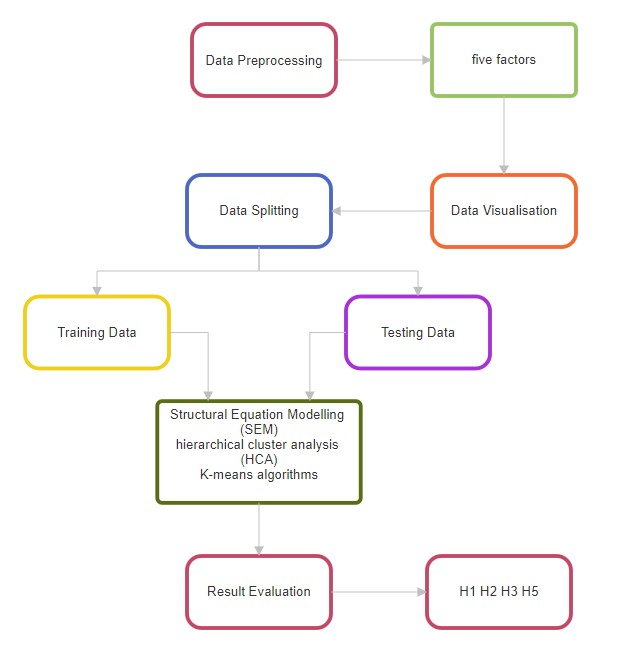 Data Preprocessing
five factors
Data Splitting
Data Visualisation
Training Data
Testing Data
Structural Equation Modelling
(SEM)
hierarchical cluster analysis
(HCA)
K-means algorithms
Result Evaluation
H1 H2 H3 H5